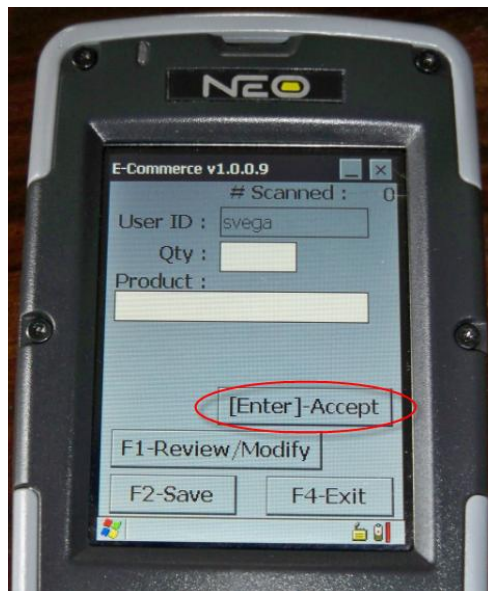 NEO
E-Commerce v1.0.0.9
# Scanned : 0
User ID : svega
Qty :
Product :
[Enter]-Accept
F1-Review/Modify
F2-Save F4-Exit